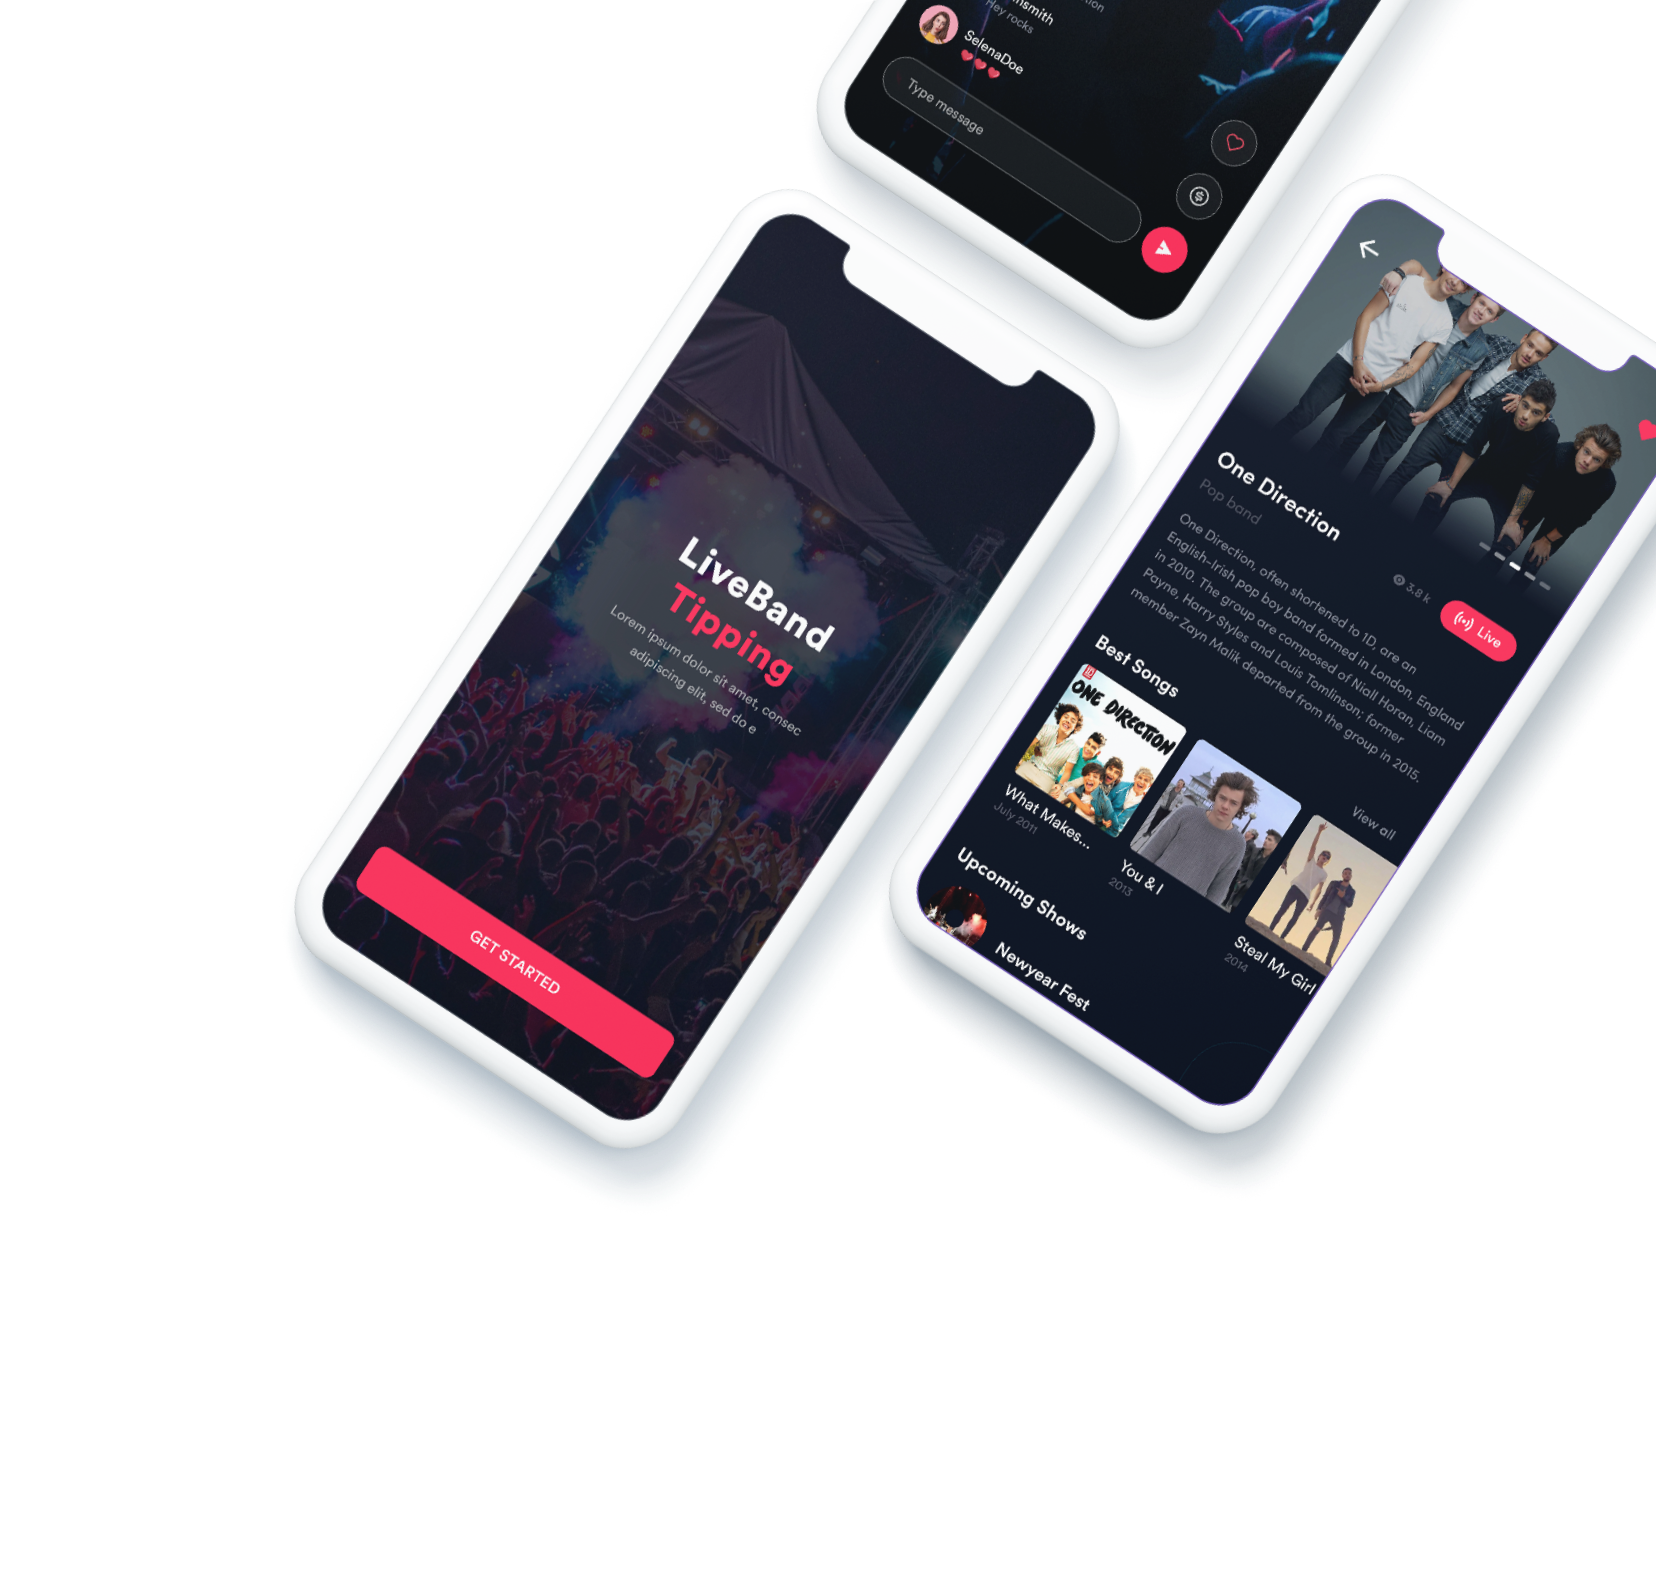 Hey rocks
SelenaDoe
Type message
LiveBand
Tipping
Lorem ipsum dolor sit amet, consec
adipiscing elit, sed do e
GET STARTED
One Direction
Pop band
3.8 k
Live
One Direction, often shortened to 1D, are an
English-Irish pop boy band formed in London, England
in 2010. The group are composed of Niall Horan, Liam
Payne, Harry Styles and Louis Tomlinson; former
member Zayn Malik departed from the group in 2015.
Best Songs
View all
1D
ONE DIRECTION
What Makes...
July 2011
You & I
2013
Steal My Girl
2014
Upcoming Shows
Newyear Fest